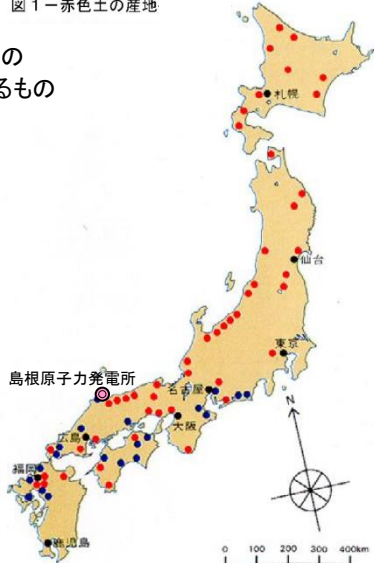 図1−赤色土の産地
の
るもの
札幌
仙台
東京
島根原子力発電所
名古屋
広島
大阪
福岡
鹿児島
N
0 100 200 300 400km